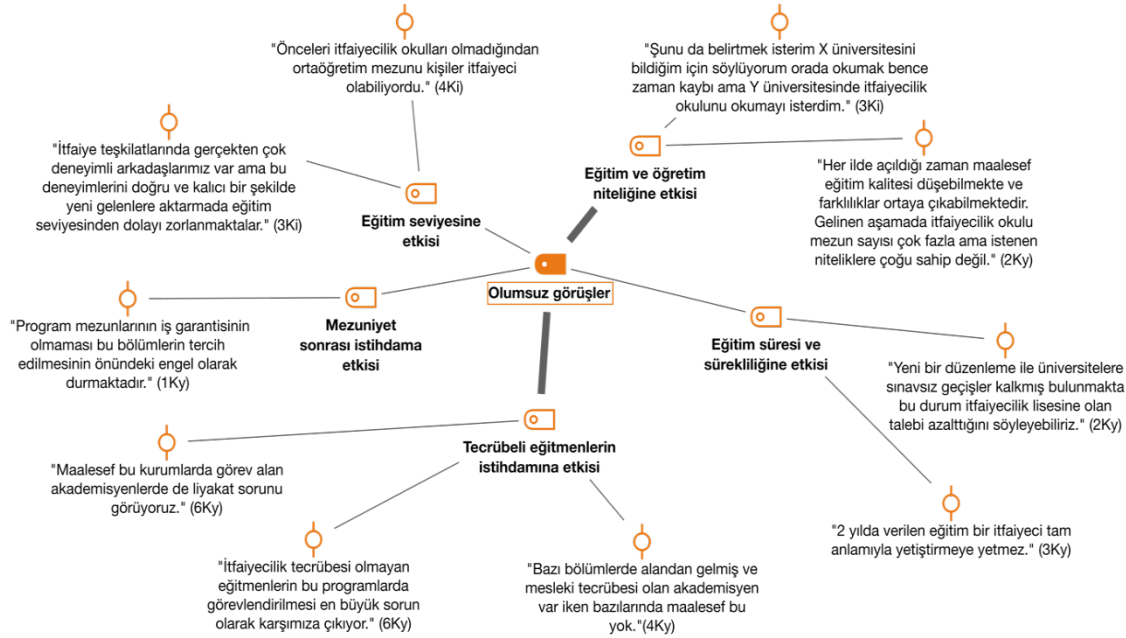 "Önceleri itfaiyecilik okulları olmadığından
ortaöğretim mezunu kişiler itfaiyeci
olabiliyordu." (4Ki)
"Şunu da belirtmek isterim X üniversitesini
bildiğim için söylüyorum orada okumak bence
zaman kaybı ama Y üniversitesinde itfaiyecilik
okulunu okumayı isterdim." (3Ki)
"İtfaiye teşkilatlarında gerçekten çok
deneyimli arkadaşlarımız var ama bu
deneyimlerini doğru ve kalıcı bir şekilde
yeni gelenlere aktarmada eğitim
seviyesinden dolayı zorlanmaktalar." (3Ki)
Eğitim seviyesine
etkisi
Eğitim ve öğretim
niteliğine etkisi
"Her ilde açıldığı zaman maalesef
eğitim kalitesi düşebilmekte ve
farklılıklar ortaya çıkabilmektedir.
Gelinen aşamada itfaiyecilik okulu
mezun sayısı çok fazla ama istenen
niteliklere çoğu sahip değil." (2Ky)
Olumsuz görüşler
"Program mezunlarının iş garantisinin
olmaması bu bölümlerin tercih
edilmesinin önündeki engel olarak
durmaktadır." (1Ky)
Mezuniyet
sonrası istihdama
etkisi
Eğitim süresi ve
sürekliliğine etkisi
"Yeni bir düzenleme ile üniversitelere
sınavsız geçişler kalkmış bulunmakta
bu durum itfaiyecilik lisesine olan
talebi azalttığını söyleyebiliriz." (2Ky)
Tecrübeli eğitmenlerin
istihdamına etkisi
"Maalesef bu kurumlarda görev alan
akademisyenlerde de liyakat sorunu
görüyoruz." (6Ky)
"2 yılda verilen eğitim bir itfaiyeci tam
anlamıyla yetiştirmeye yetmez." (3Ky)
"İtfaiyecilik tecrübesi olmayan
eğitmenlerin bu programlarda
görevlendirilmesi en büyük sorun
olarak karşımıza çıkıyor." (6Ky)
"Bazı bölümlerde alandan gelmiş ve
mesleki tecrübesi olan akademisyen
var iken bazılarında maalesef bu
yok."(4Ky)